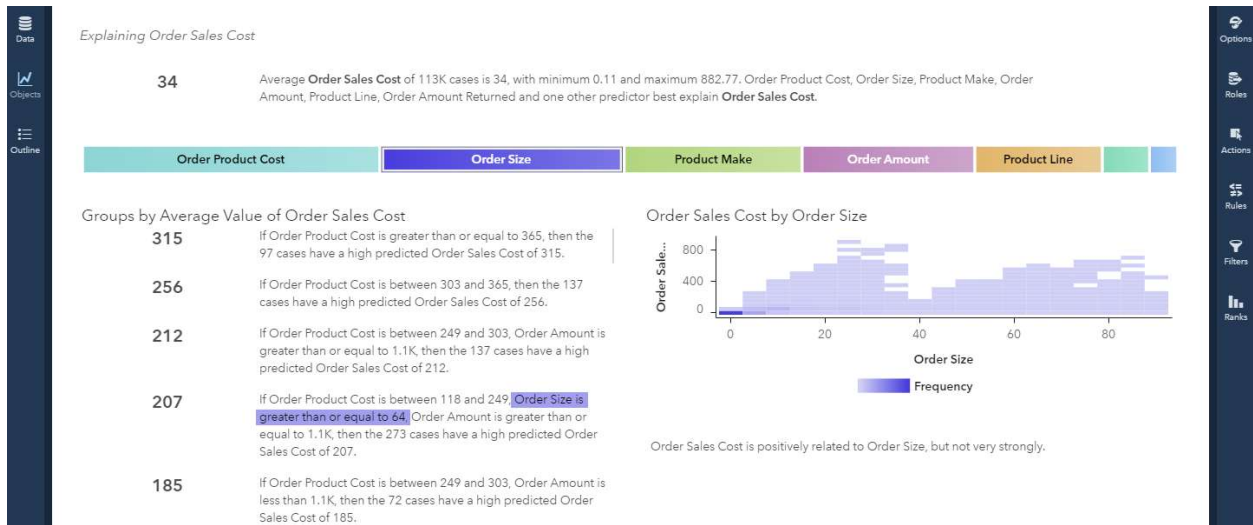 Data
Objects
Outline
Explaining Order Sales Cost
34
Average Order Sales Cost of 113K cases is 34, with minimum 0.11 and maximum 882.77. Order Product Cost, Order Size, Product Make, Order
Amount, Product Line, Order Amount Returned and one other predictor best explain Order Sales Cost.
Order Product Cost
Order Size
Product Make
Order Amount
Product Line
Groups by Average Value of Order Sales Cost
315
If Order Product Cost is greater than or equal to 365, then the
97 cases have a high predicted Order Sales Cost of 315.
256
If Order Product Cost is between 303 and 365, then the 137
cases have a high predicted Order Sales Cost of 256.
212
If Order Product Cost is between 249 and 303, Order Amount is
greater than or equal to 1.1K, then the 137 cases have a high
predicted Order Sales Cost of 212.
207
If Order Product Cost is between 118 and 249, Order Size is
greater than or equal to 64, Order Amount is greater than or
equal to 1.1K, then the 273 cases have a high predicted Order
Sales Cost of 207.
185
If Order Product Cost is between 249 and 303, Order Amount is
less than 1.1K, then the 72 cases have a high predicted Order
Sales Cost of 185.
Order Sales Cost by Order Size
Order Sale...
800
400
0
0
20
40
60
80
Order Size
Frequency
Order Sales Cost is positively related to Order Size, but not very strongly.
Options
Roles
Actions
Rules
Filters
Ranks